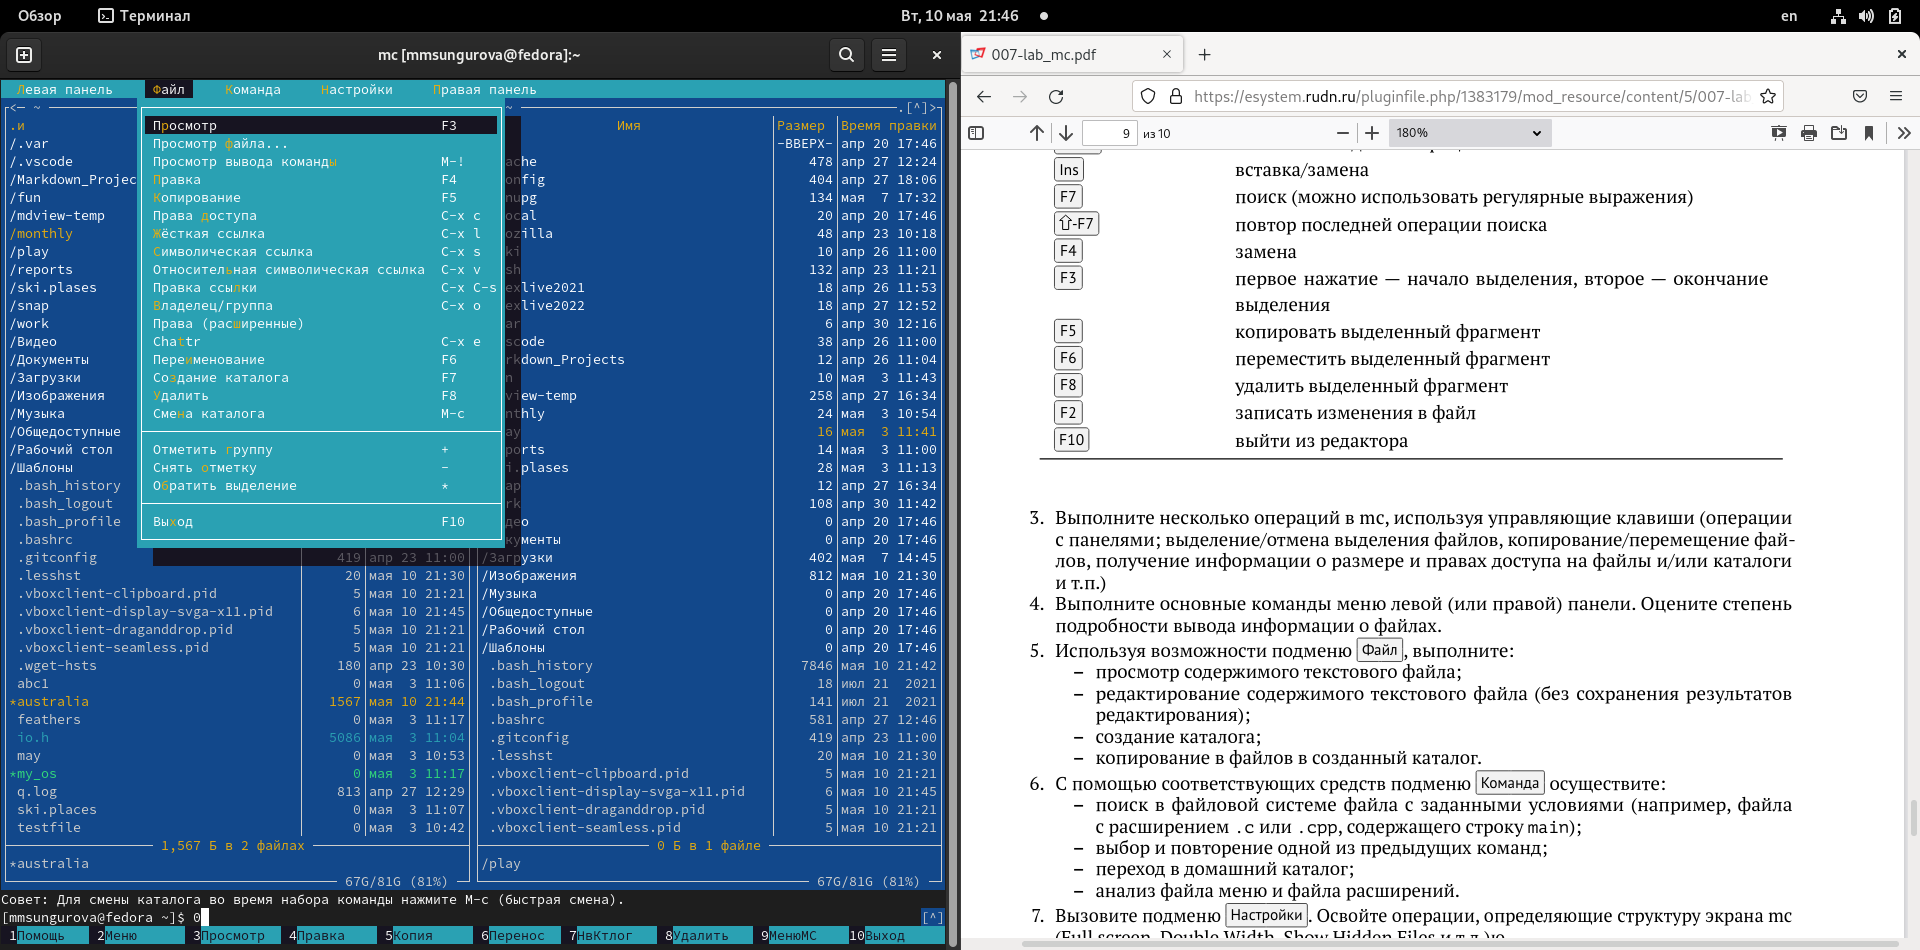 Обзор Терминал Вт, 10 мая 21:46 en
mc [mmsungurova@fedora]:~
Левая панель Файл Команда Настройки Правая панель
<— ~
.и
/.var
/.vscode
/Markdown_Projec
/fun
/mdview-temp
/monthly
/play
/reports
/ski.plases
/snap
/work
/Видео
/Документы
/Загрузки
/Изображения
/Музыка
/Общедоступные
/Рабочий стол
/Шаблоны
.bash_history
.bash_logout
.bash_profile
.bashrc
.gitconfig 419 апр 23 11:00
.lesshst 20 мая 10 21:30
.vboxclient-clipboard.pid 5 мая 10 21:21
.vboxclient-display-svga-x11.pid 6 мая 10 21:45
.vboxclient-draganddrop.pid 5 мая 10 21:21
.vboxclient-seamless.pid 5 мая 10 21:21
.wget-hsts 180 апр 23 10:30
abc1 0 мая 3 11:06
*australia 1567 мая 10 21:44
feathers 0 мая 3 11:17
io.h 5086 мая 3 11:04
may 0 мая 3 10:53
*my_os 0 мая 3 11:17
q.log 813 апр 27 12:29
ski.places 0 мая 3 11:07
testfile 0 мая 3 10:42
1,567 Б в 2 файлах
*australia
67G/81G (81%)
Просмотр F3
Просмотр файла...
Просмотр вывода команды M-!
Правка F4
Копирование F5
Права доступа C-x c
Жёсткая ссылка C-x l
Символическая ссылка C-x s
Относительная символическая ссылка C-x v
Правка ссылки C-x C-s
Владелец/группа C-x o
Права (расширенные)
Chattr C-x e
Переименование F6
Создание каталога F7
Удалить F8
Смена каталога M-c
Отметить группу +
Снять отметку -
Обратить выделение *
Выход F10
~ .[^]>
Имя Размер Время правки
-ВВЕРХ- апр 20 17:46
ache 478 апр 27 12:24
onfig 404 апр 27 18:06
nupg 134 мая 7 17:32
ocal 20 апр 20 17:46
ozilla 48 апр 23 10:18
ki 10 апр 26 11:00
sh 132 апр 23 11:21
exlive2021 18 апр 26 11:53
exlive2022 18 апр 27 12:52
ar 6 апр 30 12:16
scode 38 апр 26 11:00
rkdown_Projects 12 апр 26 11:04
n 10 мая 3 11:43
view-temp 258 апр 27 16:34
nthly 24 мая 3 10:54
ay 16 мая 3 11:41
ports 14 мая 3 11:00
i.plases 28 мая 3 11:13
ap 12 апр 27 16:34
rk 108 апр 30 11:42
део 0 апр 20 17:46
кументы 0 апр 20 17:46
/Загрузки 402 мая 7 14:45
/Изображения 812 мая 10 21:30
/Музыка 0 апр 20 17:46
/Общедоступные 0 апр 20 17:46
/Рабочий стол 0 апр 20 17:46
/Шаблоны 0 апр 20 17:46
.bash_history 7846 мая 10 21:42
.bash_logout 18 июл 21 2021
.bash_profile 141 июл 21 2021
.bashrc 581 апр 27 12:46
.gitconfig 419 апр 23 11:00
.lesshst 20 мая 10 21:30
.vboxclient-clipboard.pid 5 мая 10 21:21
.vboxclient-display-svga-x11.pid 6 мая 10 21:45
.vboxclient-draganddrop.pid 5 мая 10 21:21
.vboxclient-seamless.pid 5 мая 10 21:21
0 Б в 1 файле
/play
67G/81G (81%)
Совет: Для смены каталога во время набора команды нажмите M-c (быстрая смена).
[mmsungurova@fedora ~]$ 0 [^]
1Помощь 2Меню 3Просмотр 4Правка 5Копия 6Перенос 7НвКтлог 8Удалить 9МенюMC 10Выход
007-lab_mc.pdf
https://esystem.rudn.ru/pluginfile.php/1383179/mod_resource/content/5/007-lab
9 из 10 180%
Ins вставка/замена
F7 поиск (можно использовать регулярные выражения)
⇧-F7 повтор последней операции поиска
F4 замена
F3 первое нажатие — начало выделения, второе — окончание
выделения
F5 копировать выделенный фрагмент
F6 переместить выделенный фрагмент
F8 удалить выделенный фрагмент
F2 записать изменения в файл
F10 выйти из редактора
3. Выполните несколько операций в mc, используя управляющие клавиши (операции
с панелями; выделение/отмена выделения файлов, копирование/перемещение фай-
лов, получение информации о размере и правах доступа на файлы и/или каталоги
и т.п.)
4. Выполните основные команды меню левой (или правой) панели. Оцените степень
подробности вывода информации о файлах.
5. Используя возможности подменю Файл, выполните:
– просмотр содержимого текстового файла;
– редактирование содержимого текстового файла (без сохранения результатов
редактирования);
– создание каталога;
– копирование в файлов в созданный каталог.
6. С помощью соответствующих средств подменю Команда осуществите:
– поиск в файловой системе файла с заданными условиями (например, файла
с расширением .c или .cpp, содержащего строку main);
– выбор и повторение одной из предыдущих команд;
– переход в домашний каталог;
– анализ файла меню и файла расширений.
7. Вызовите подменю Настройки. Освойте операции, определяющие структуру экрана mc
(Full screen, Double Width, Show Hidden Files и т.д.)ю